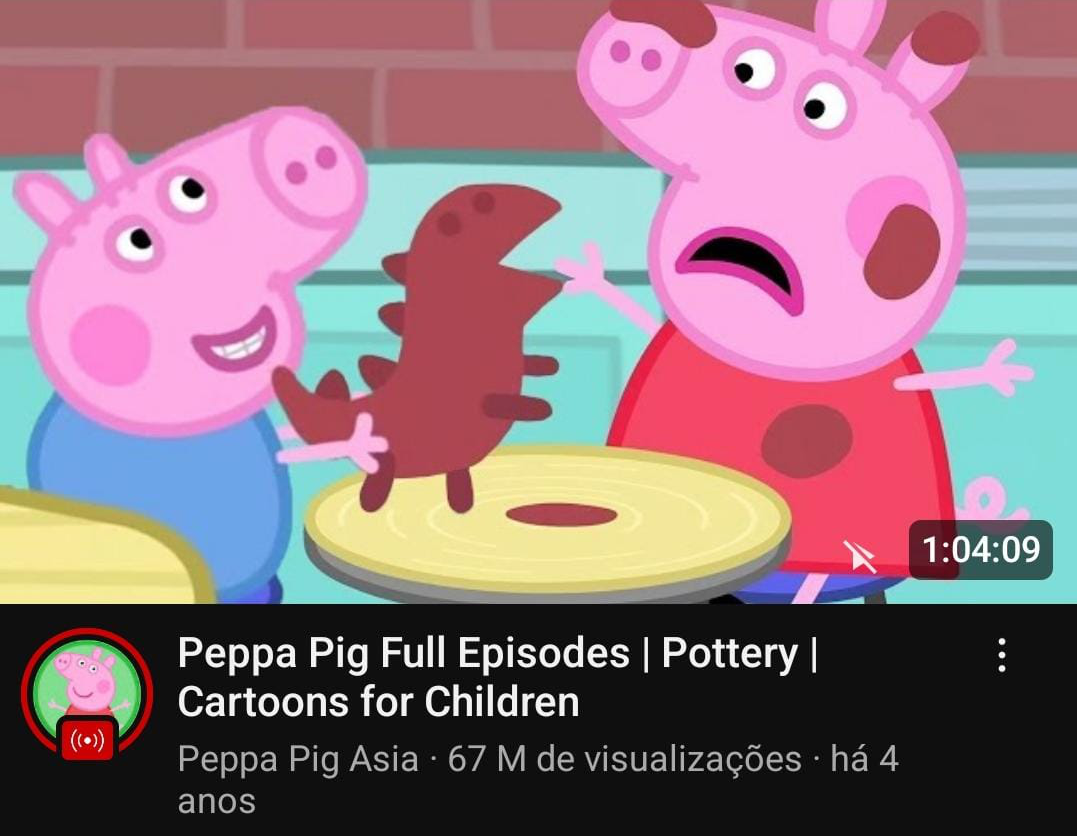 1:04:09
Peppa Pig Full Episodes | Pottery |
Cartoons for Children
Peppa Pig Asia · 67 M de visualizações · há 4
anos